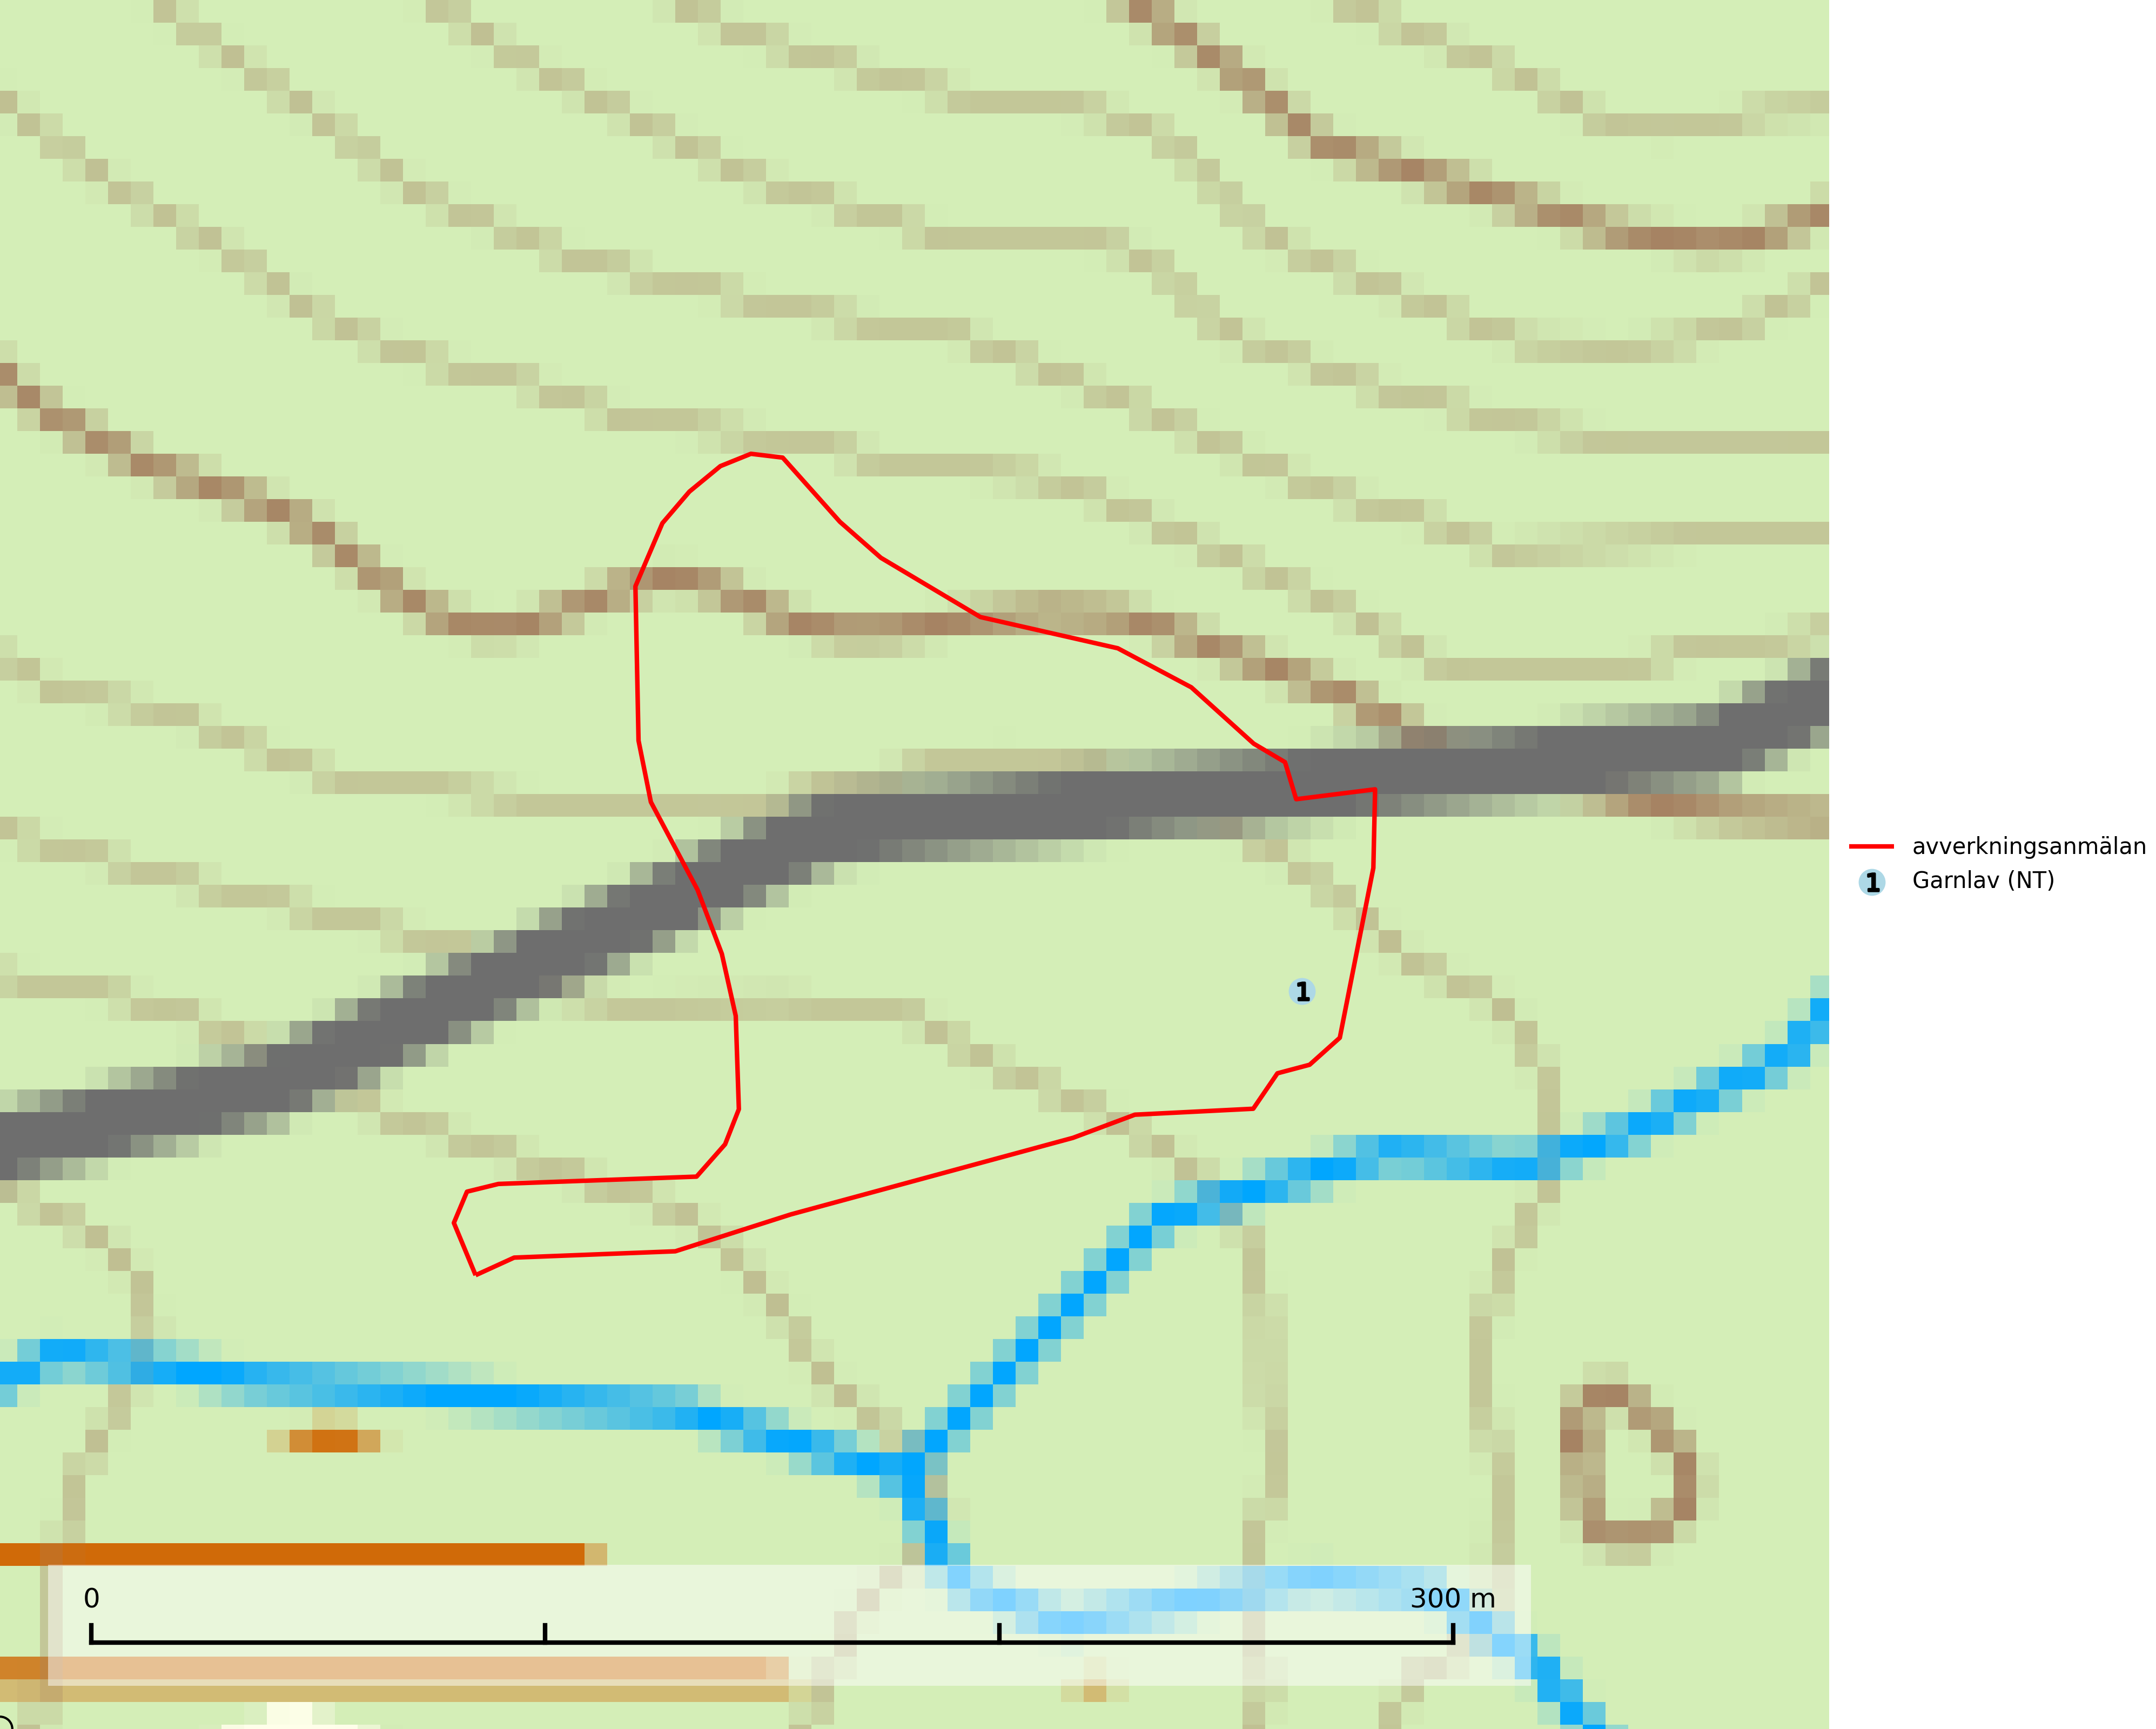 1
avverkningsanmälan
1 Garnlav (NT)
0 300 m